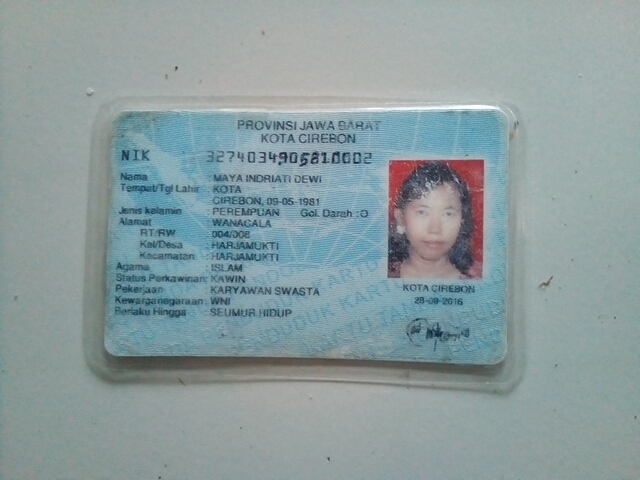 PROVINSI JAWA BARAT
KOTA CIREBON
NIK 3274034906810002
Nama : MAYA INDRIATI DEWI
Tempat/Tgl Lahir : KOTA
CIREBON, 09-05-1981
Jenis kelamin : PEREMPUAN Gol. Darah :O
Alamat : WANACALA
RT/RW : 004/008
Kel/Desa : HARJAMUKTI
Kecamatan : HARJAMUKTI
Agama : ISLAM
Status Perkawinan: KAWIN
Pekerjaan : KARYAWAN SWASTA
Kewarganegaraan: WNI
Berlaku Hingga : SEUMUR HIDUP
KOTA CIREBON
28-09-2016